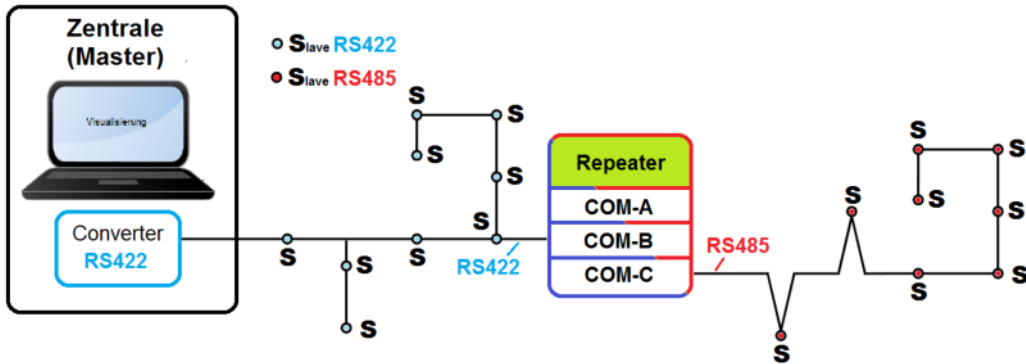 Zentrale
(Master)
Visualisierung
Converter
RS422
Slave RS422
Slave RS485
S
S
S
S
S
S
S
S
S
RS422
Repeater
COM-A
COM-B
COM-C
RS485
S
S
S
S
S
S
S
S